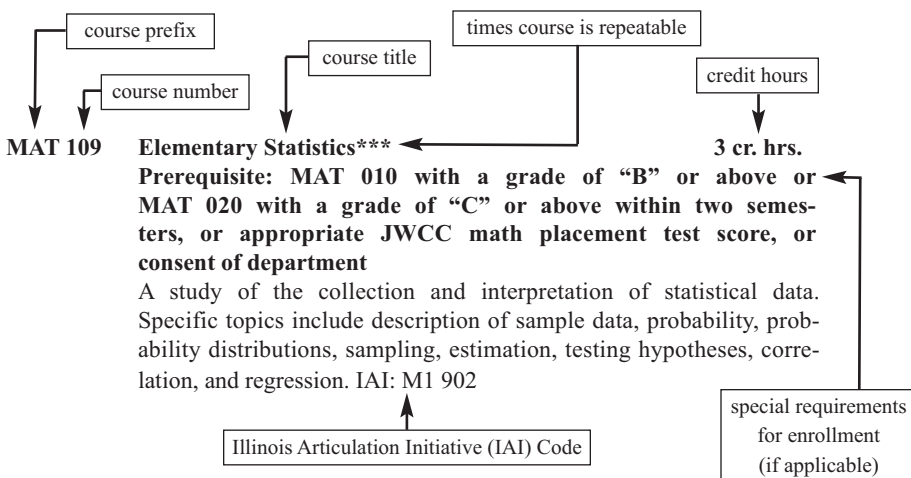 course prefix
times course is repeatable
course title
credit hours
course number
MAT 109 Elementary Statistics*** 3 cr. hrs.
Prerequisite: MAT 010 with a grade of “B” or above or
MAT 020 with a grade of “C” or above within two semes-
ters, or appropriate JWCC math placement test score, or
consent of department
A study of the collection and interpretation of statistical data.
Specific topics include description of sample data, probability, prob-
ability distributions, sampling, estimation, testing hypotheses, corre-
lation, and regression. IAI: M1 902
special requirements
for enrollment
(if applicable)
Illinois Articulation Initiative (IAI) Code